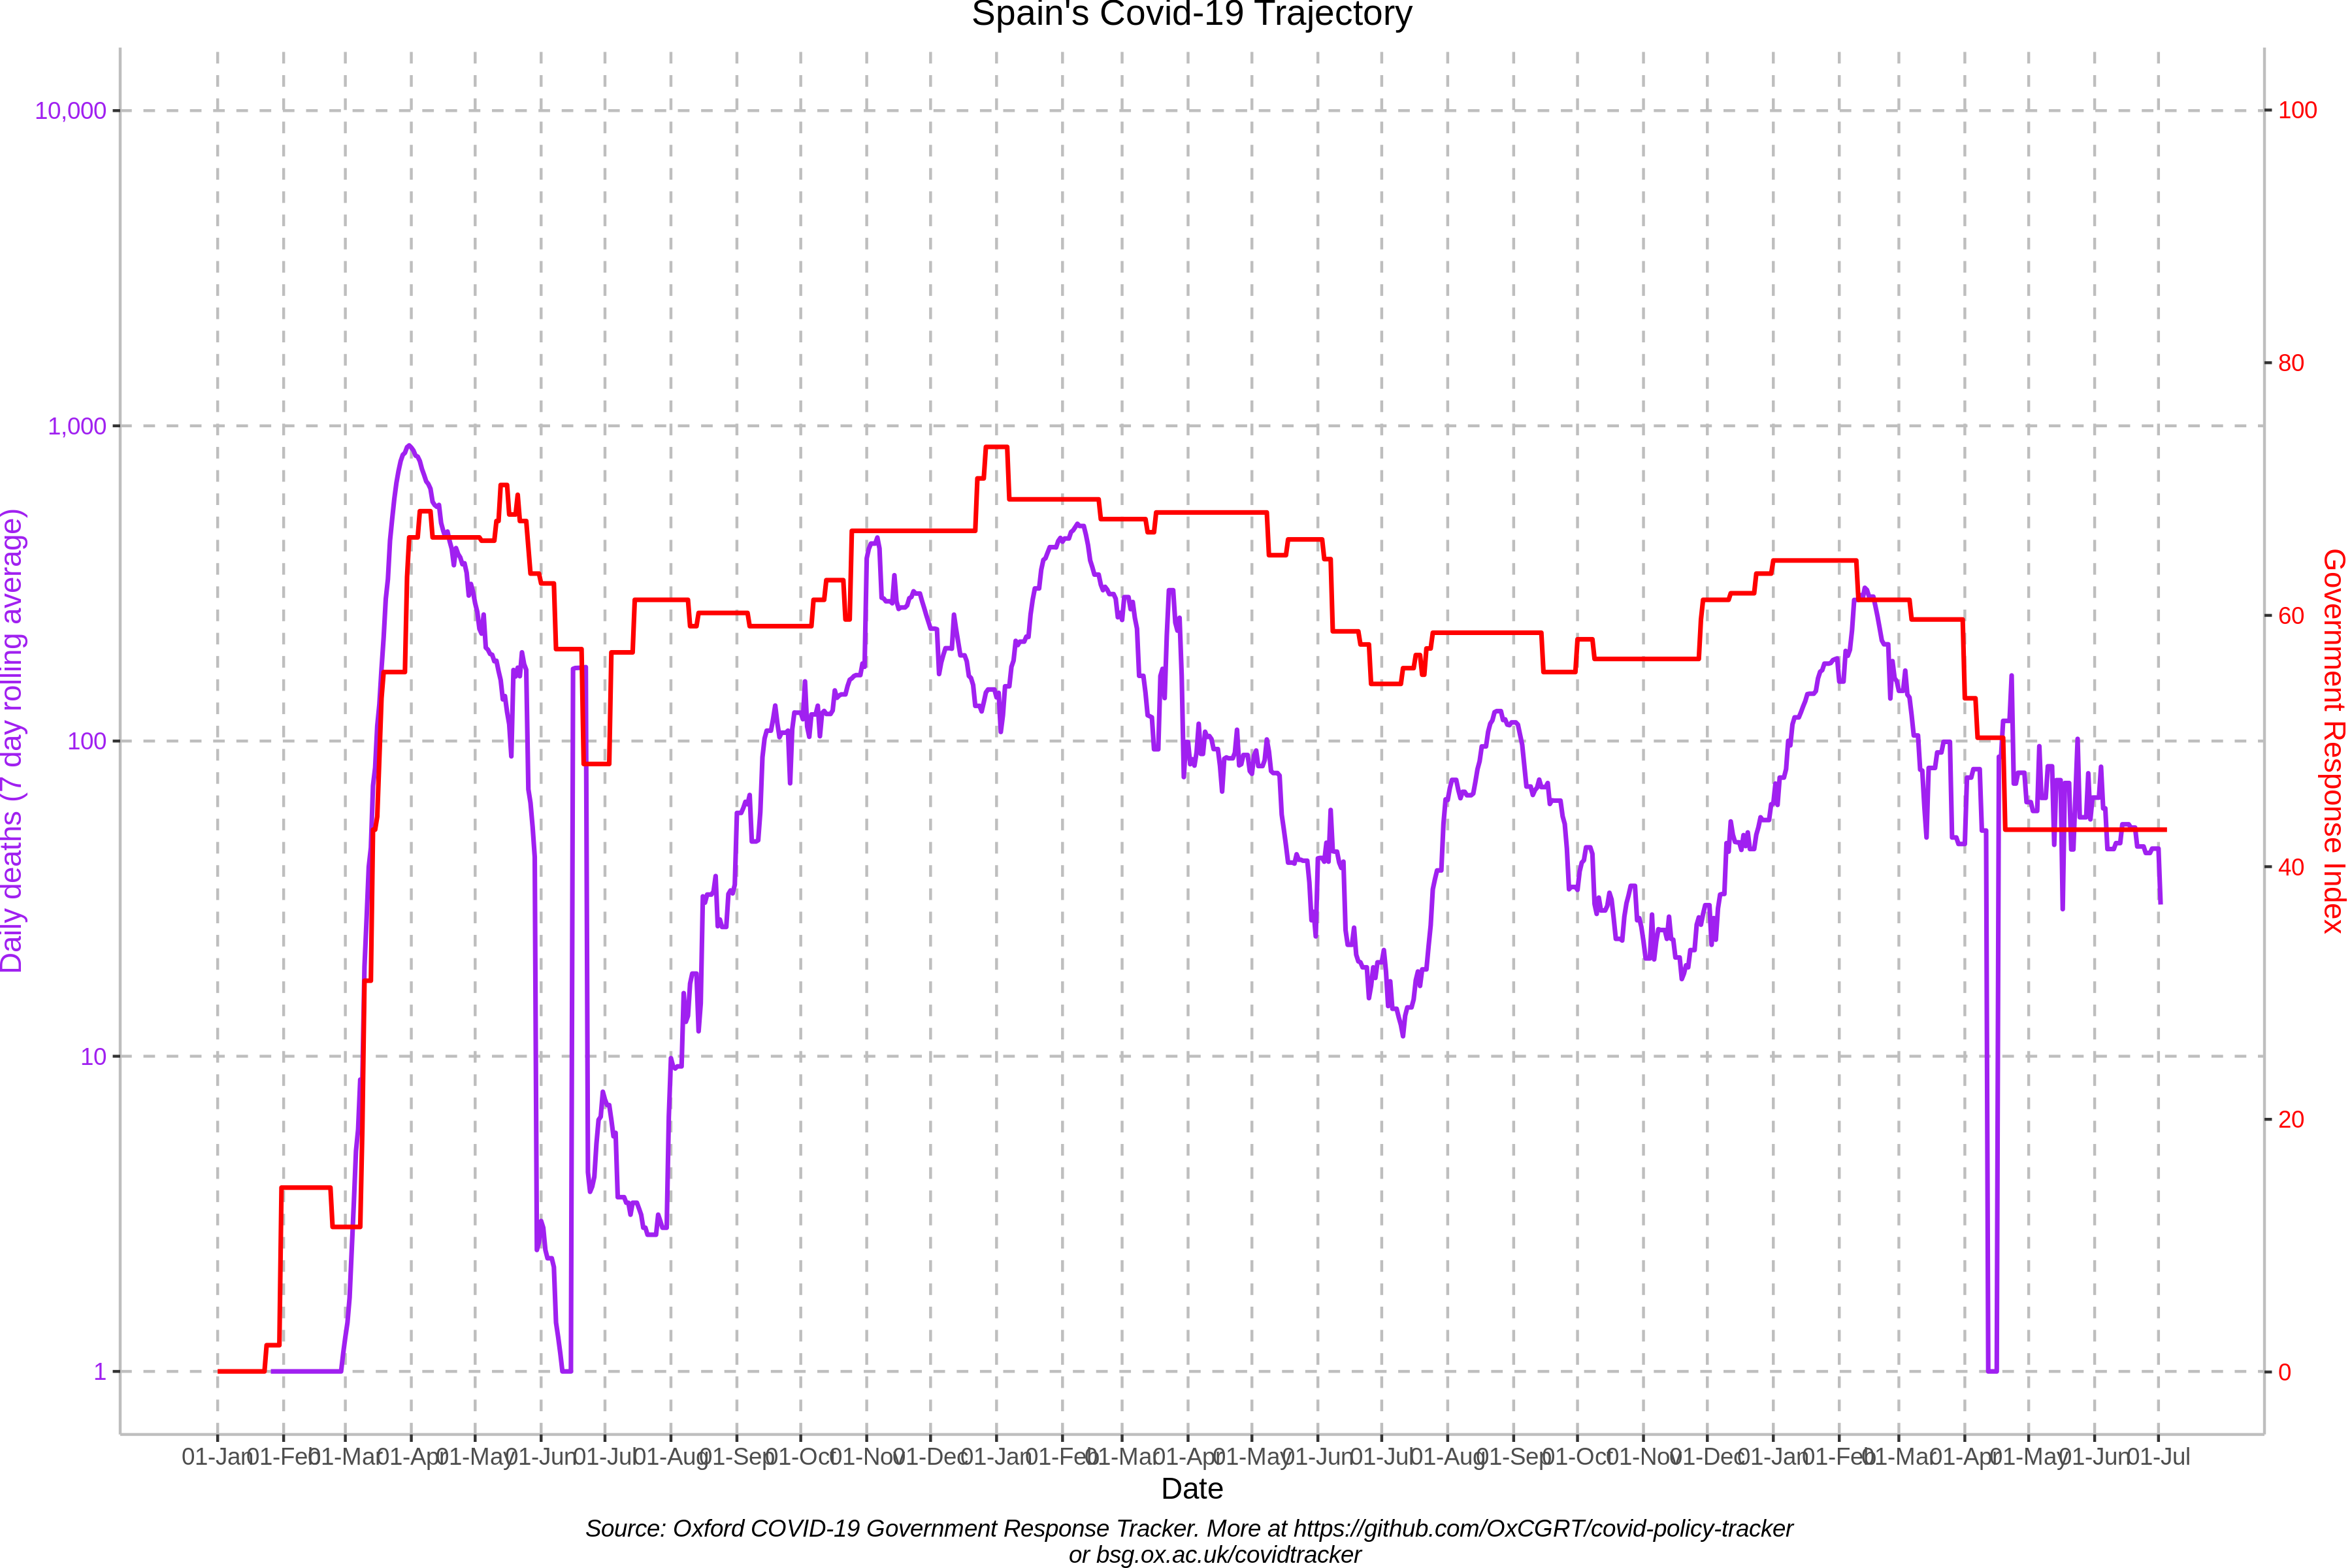 Spain's Covid-19 Trajectory
10,000
1,000
100
10
1
Daily deaths (7 day rolling average)
100
80
60
40
20
0
Government Response Index
01-Jan 01-Feb 01-Mar 01-Apr 01-May 01-Jun 01-Jul 01-Aug 01-Sep 01-Oct 01-Nov 01-Dec 01-Jan 01-Feb 01-Mar 01-Apr 01-May 01-Jun 01-Jul 01-Aug 01-Sep 01-Oct 01-Nov 01-Dec 01-Jan 01-Feb 01-Mar 01-Apr 01-May 01-Jun 01-Jul
Date
Source: Oxford COVID-19 Government Response Tracker. More at https://github.com/OxCGRT/covid-policy-tracker
or bsg.ox.ac.uk/covidtracker